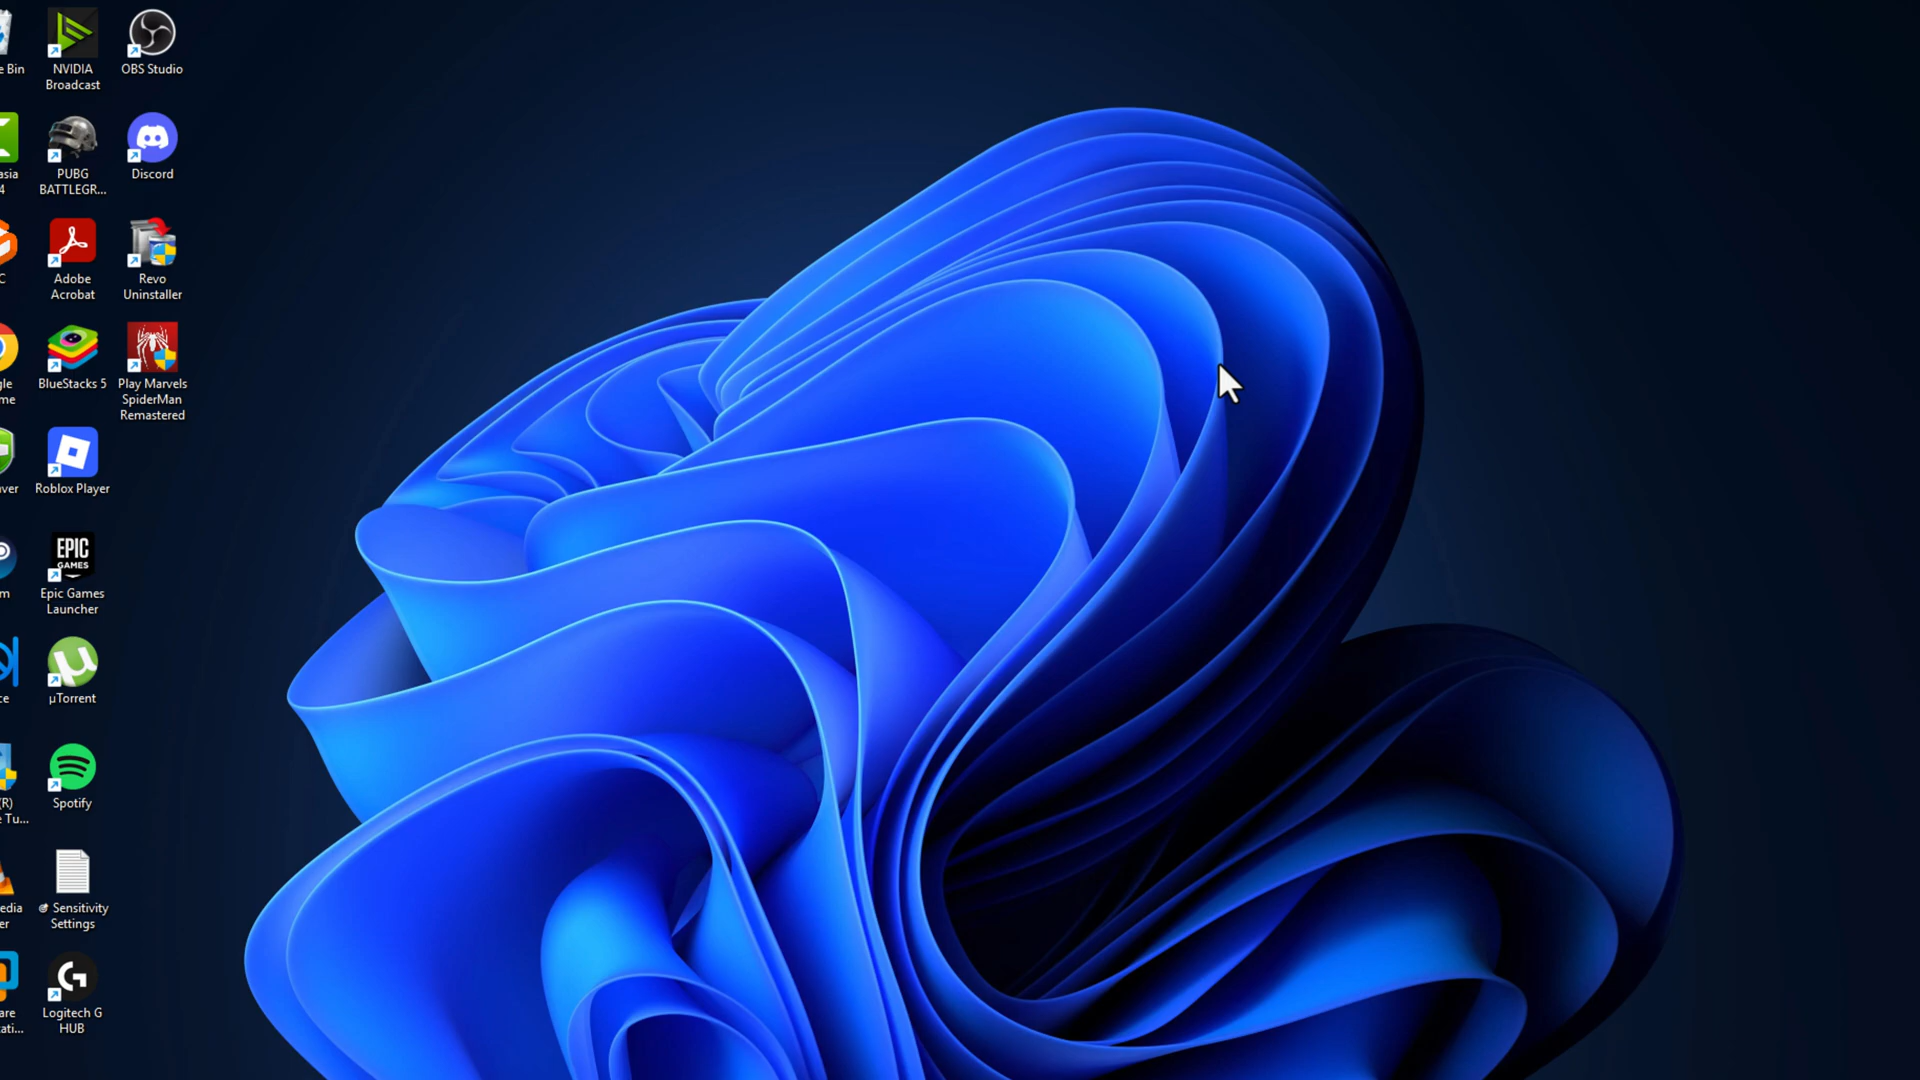 e Bin
NVIDIA
Broadcast
OBS Studio
asia
4
PUBG
BATTLEGR...
Discord
C
Adobe
Acrobat
Revo
Uninstaller
gle
me
BlueStacks 5
Play Marvels
SpiderMan
Remastered
ver
Roblox Player
m
EPIC
GAMES
Epic Games
Launcher
ce
µTorrent
(R)
e Tu...
Spotify
edia
er
Sensitivity
Settings
are
ati...
Logitech G
HUB